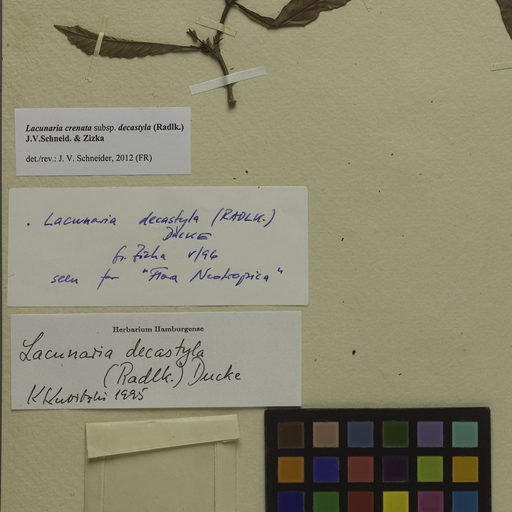 Lacunaria crenata subsp. decastyla (Radlk.)
J.V.Schneid. & Zizka
det./rev.: J. V. Schneider, 2012 (FR)
. Lacunaria decastyla (RADLK.)
DUCKE
G. Zizka V/96
seen for "Flora Neotropica"
Herbarium Hamburgense
Lacunaria decastyla
(Radlk.) Ducke
K Kubitzki 1995